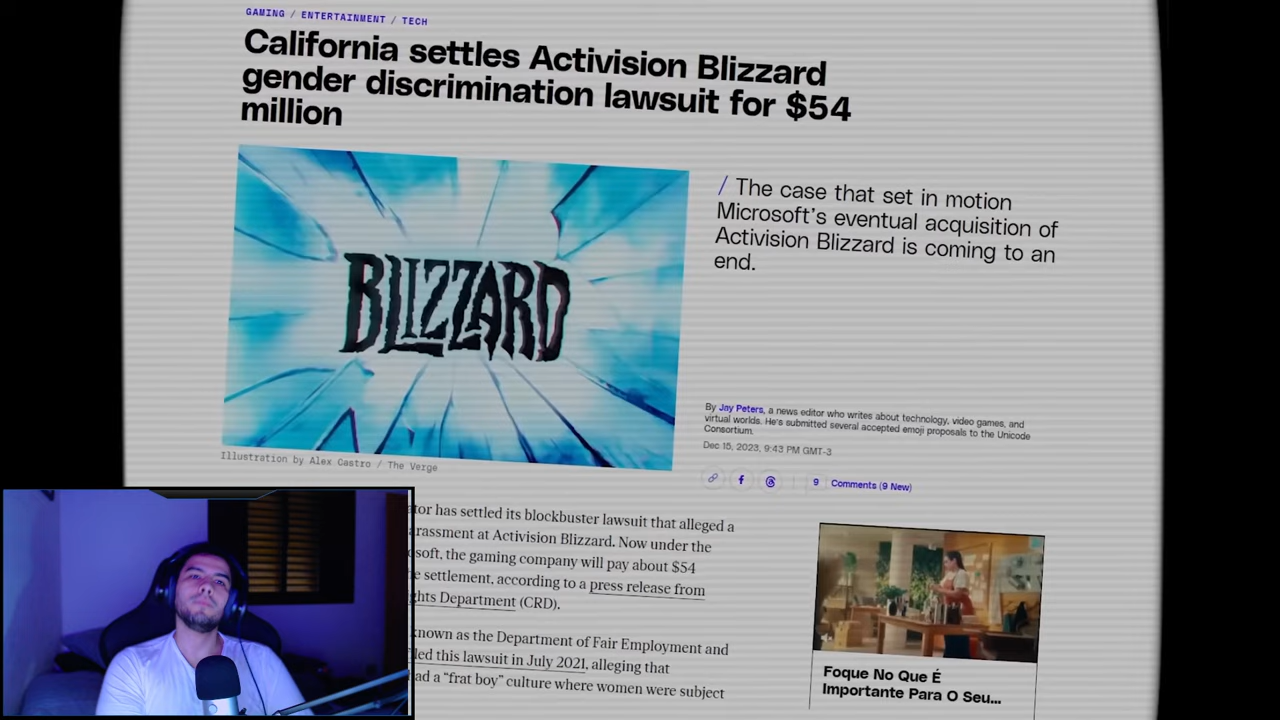 GAMING / ENTERTAINMENT / TECH
California settles Activision Blizzard
gender discrimination lawsuit for $54
million
BLIZZARD
/ The case that set in motion
Microsoft's eventual acquisition of
Activision Blizzard is coming to an
end.
By Jay Peters, a news editor who writes about technology, video games, and
virtual worlds. He's submitted several accepted emoji proposals to the Unicode
Consortium.
Dec 15, 2023, 9:43 PM GMT-3
9 Comments (9 New)
Illustration by Alex Castro / The Verge
has settled its blockbuster lawsuit that alleged a
at Activision Blizzard. Now under the
the gaming company will pay about $54
settlement, according to a press release from
Department (CRD).
known as the Department of Fair Employment and
this lawsuit in July 2021, alleging that
a “frat boy” culture where women were subject
Foque No Que É
Importante Para O Seu...